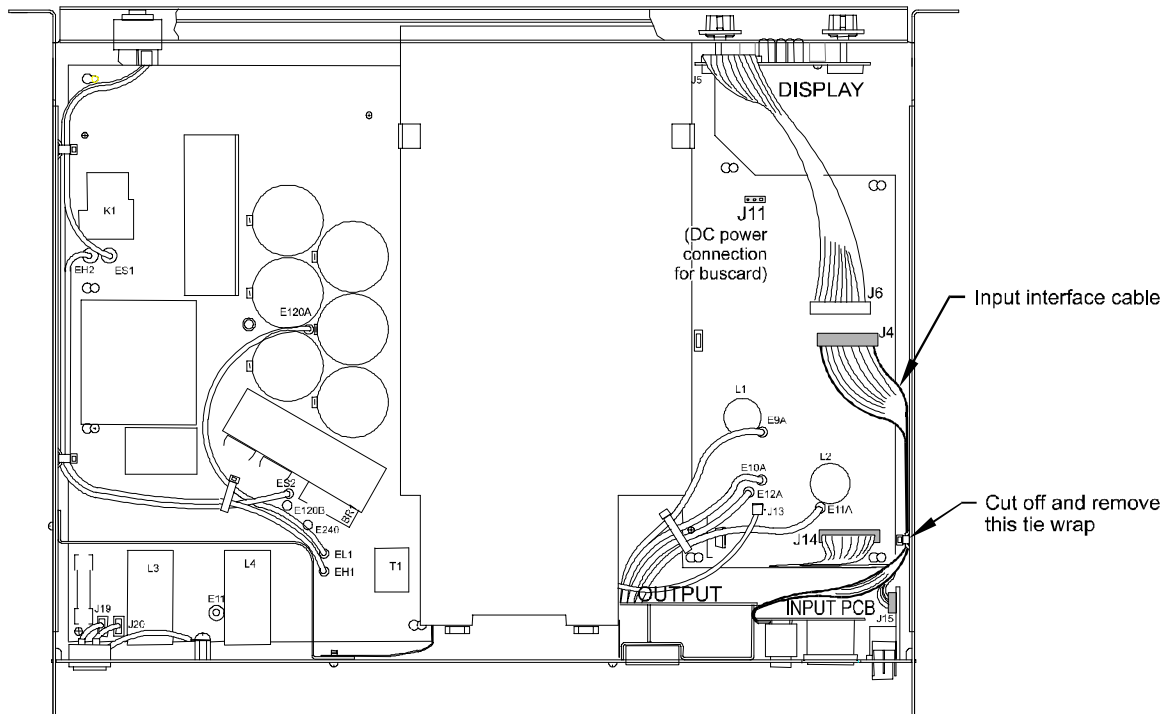 J5
DISPLAY
K1
J11
(DC power
connection
for buscard)
EH2
ES1
J6
Input interface cable
E120A
J4
L1
E9A
L2
E10A
ES2
E12A
Cut off and remove
this tie wrap
E120B
BR1
J13
E11A
E240
J14
EL1
T1
L3
L4
EH1
OUTPUT
E11
INPUT PCB
J19
J20
J15